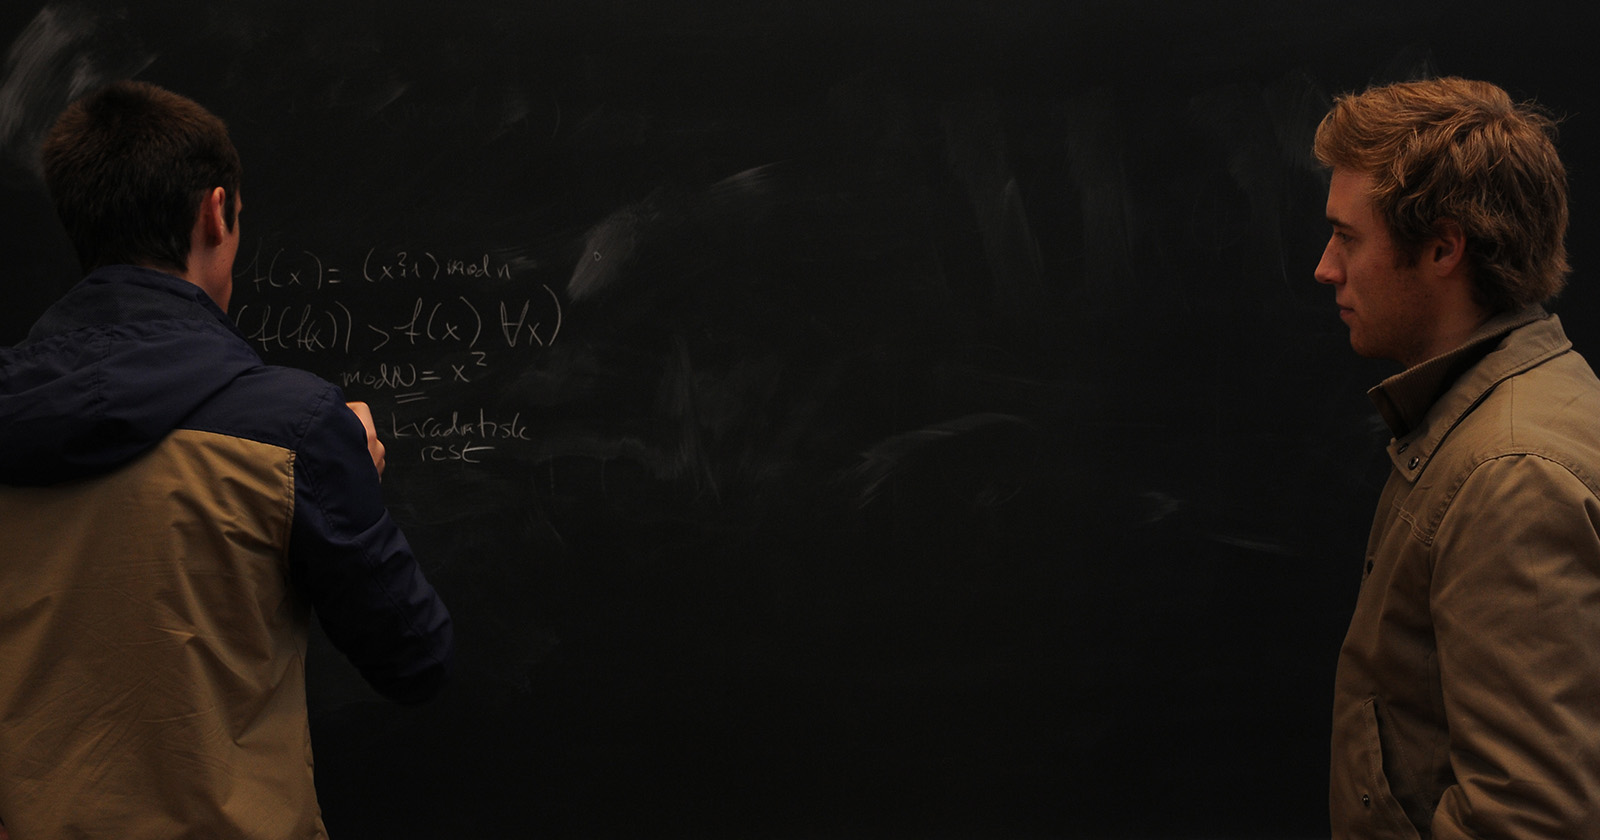 f(x) = (x²+1) mod n
(f(f(x)) > f(x) ∀x)
mod N = x²
kvadratisk
rest